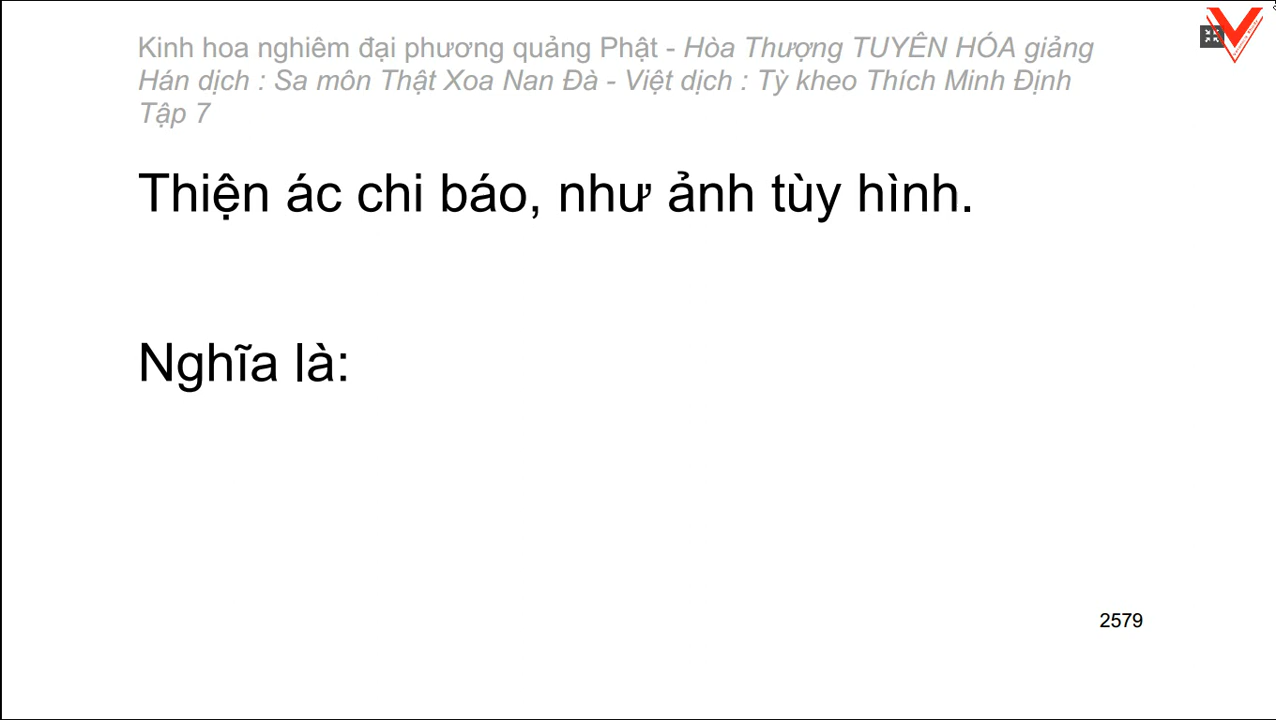 Kinh hoa nghiêm đại phương quảng Phật - Hòa Thượng TUYÊN HÓA giảng
Hán dịch : Sa môn Thật Xoa Nan Đà - Việt dịch : Tỳ kheo Thích Minh Định
Tập 7
Thiện ác chi báo, như ảnh tùy hình.
Nghĩa là:
2579